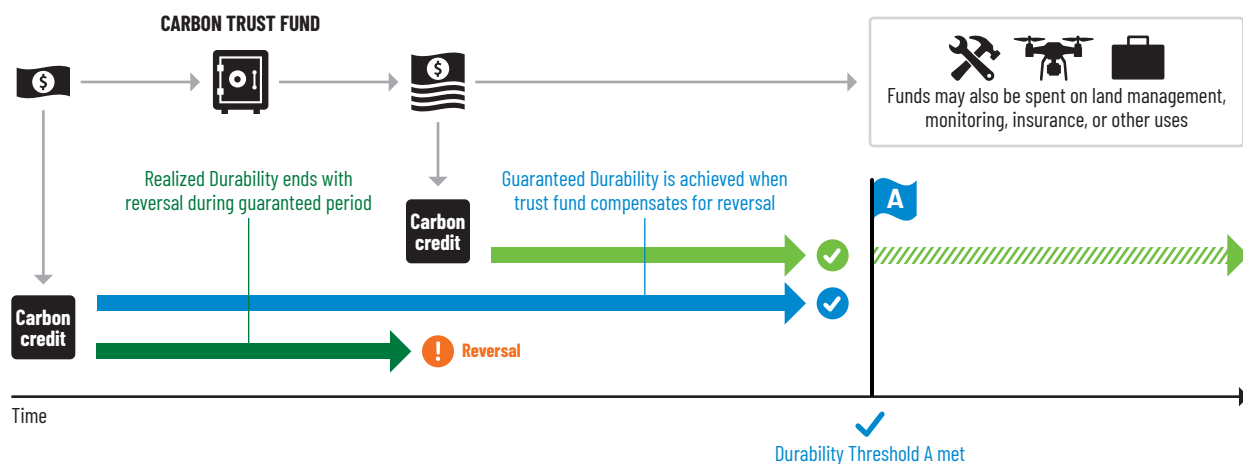 CARBON TRUST FUND
$
$
Funds may also be spent on land management,
monitoring, insurance, or other uses
Realized Durability ends with
reversal during guaranteed period
Guaranteed Durability is achieved when
trust fund compensates for reversal
A
Carbon
credit
Carbon
credit
! Reversal
Time
Durability Threshold A met